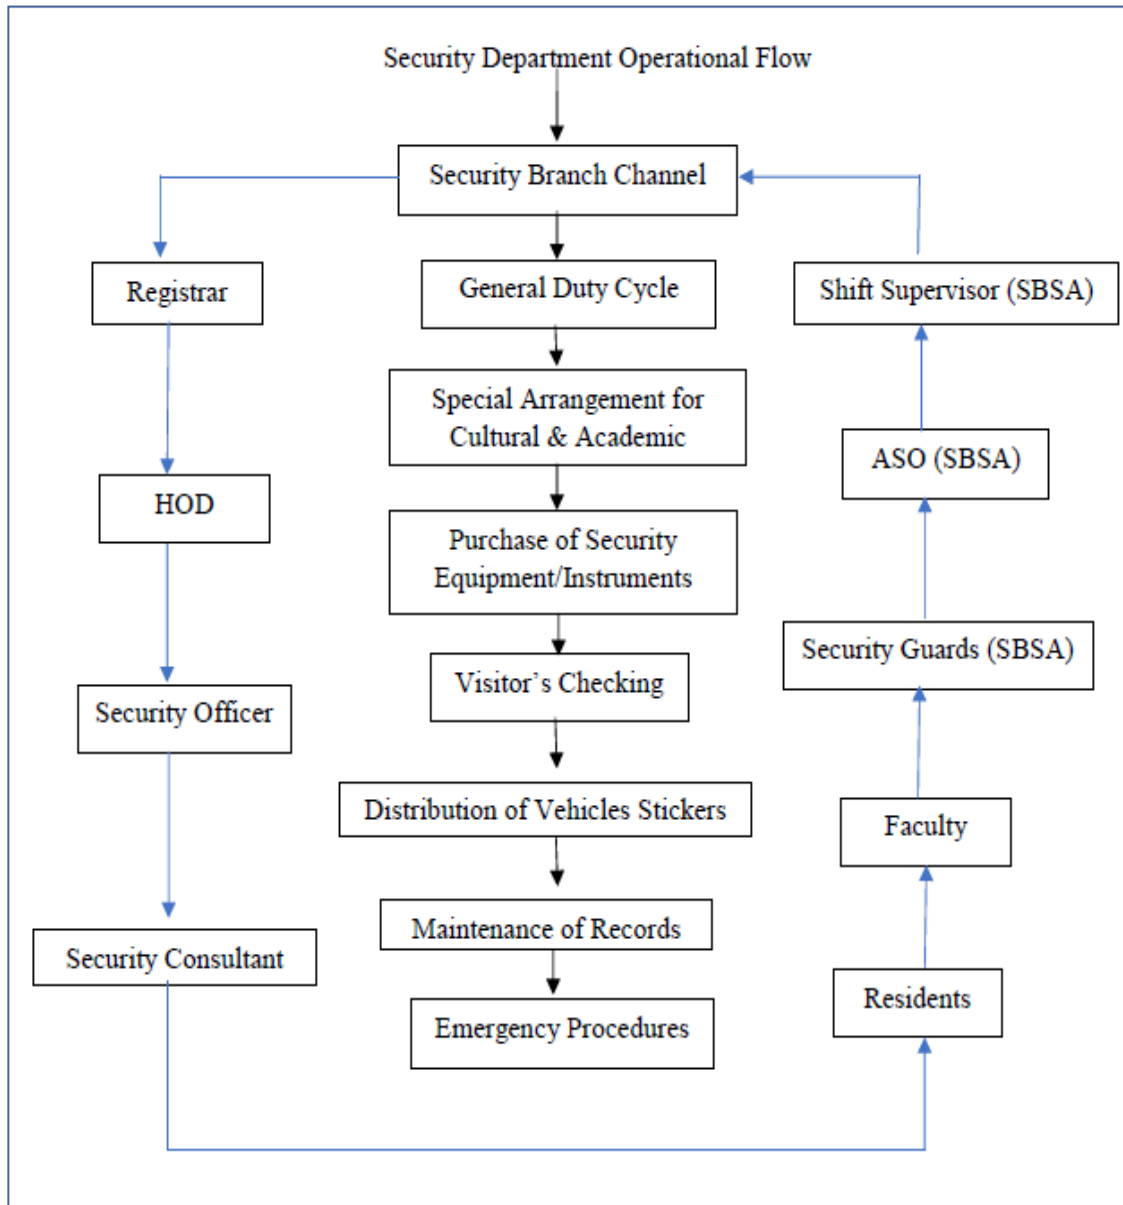 Security Department Operational Flow
Security Branch Channel
Registrar
General Duty Cycle
Shift Supervisor (SBSA)
Special Arrangement for
Cultural & Academic
ASO (SBSA)
HOD
Purchase of Security
Equipment/Instruments
Security Guards (SBSA)
Visitor’s Checking
Security Officer
Distribution of Vehicles Stickers
Faculty
Maintenance of Records
Security Consultant
Residents
Emergency Procedures